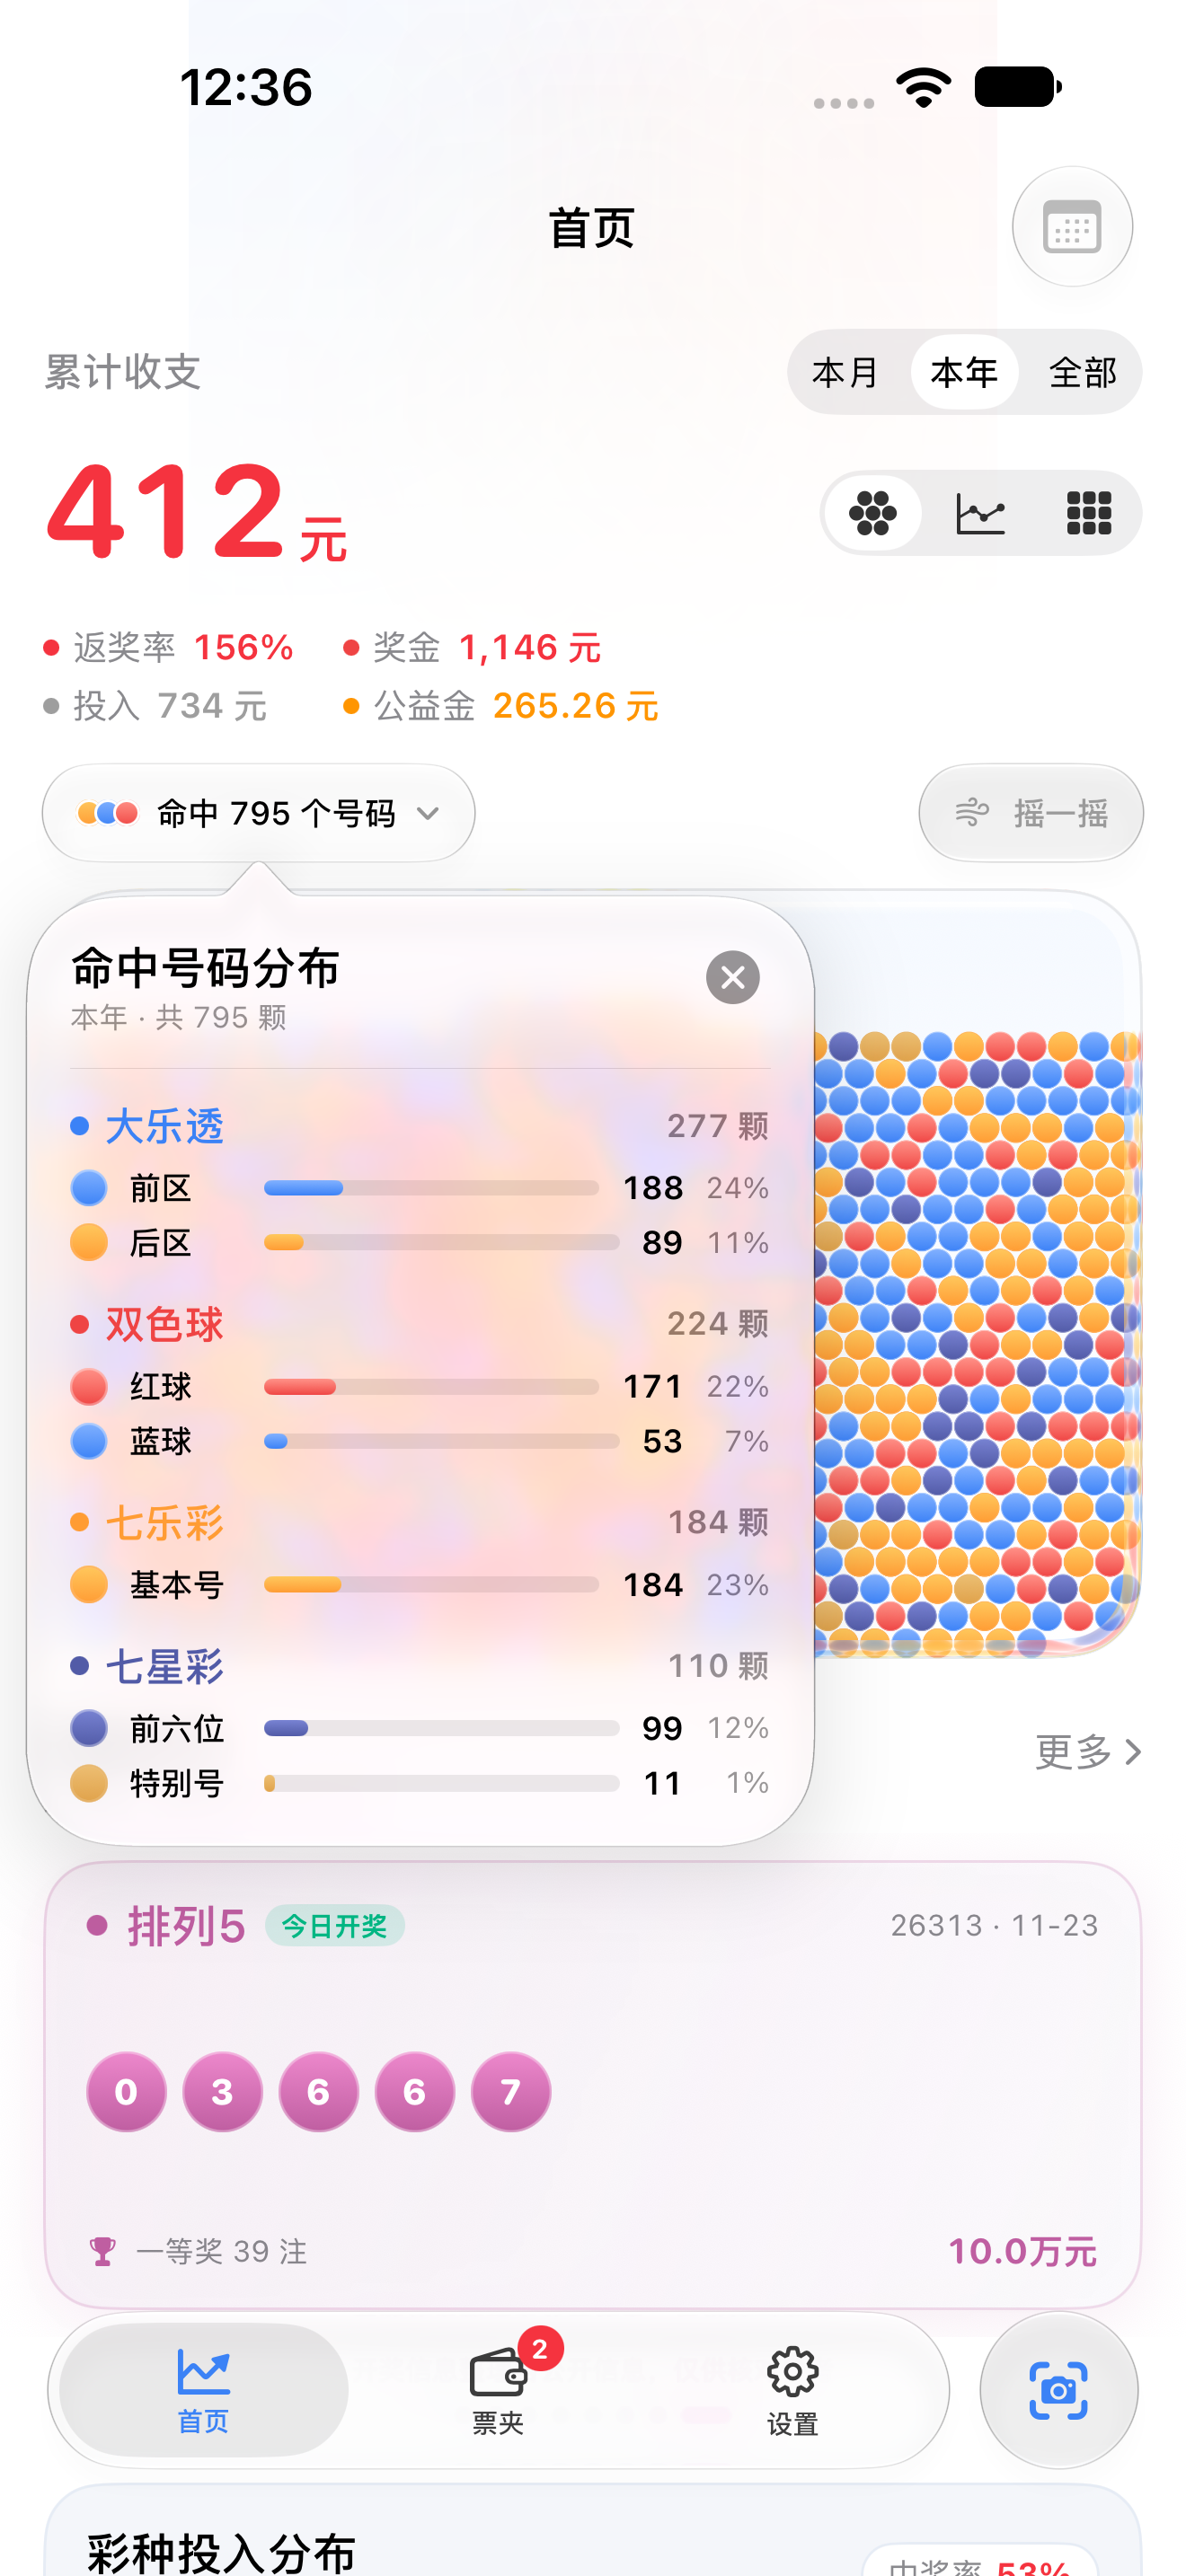 12:36
首页
累计收支
本月 本年 全部
412 元
返奖率 156% 奖金 1,146 元
投入 734 元 公益金 265.26 元
命中 795 个号码 摇一摇
命中号码分布
本年 · 共 795 颗
大乐透 277 颗
前区 188 24%
后区 89 11%
双色球 224 颗
红球 171 22%
蓝球 53 7%
七乐彩 184 颗
基本号 184 23%
七星彩 110 颗
前六位 99 12%
特别号 11 1%
更多
排列5 今日开奖 26313 · 11-23
0 3 6 6 7
一等奖 39 注 10.0万元
2
首页 票夹 设置
彩种投入分布
中奖率 53%